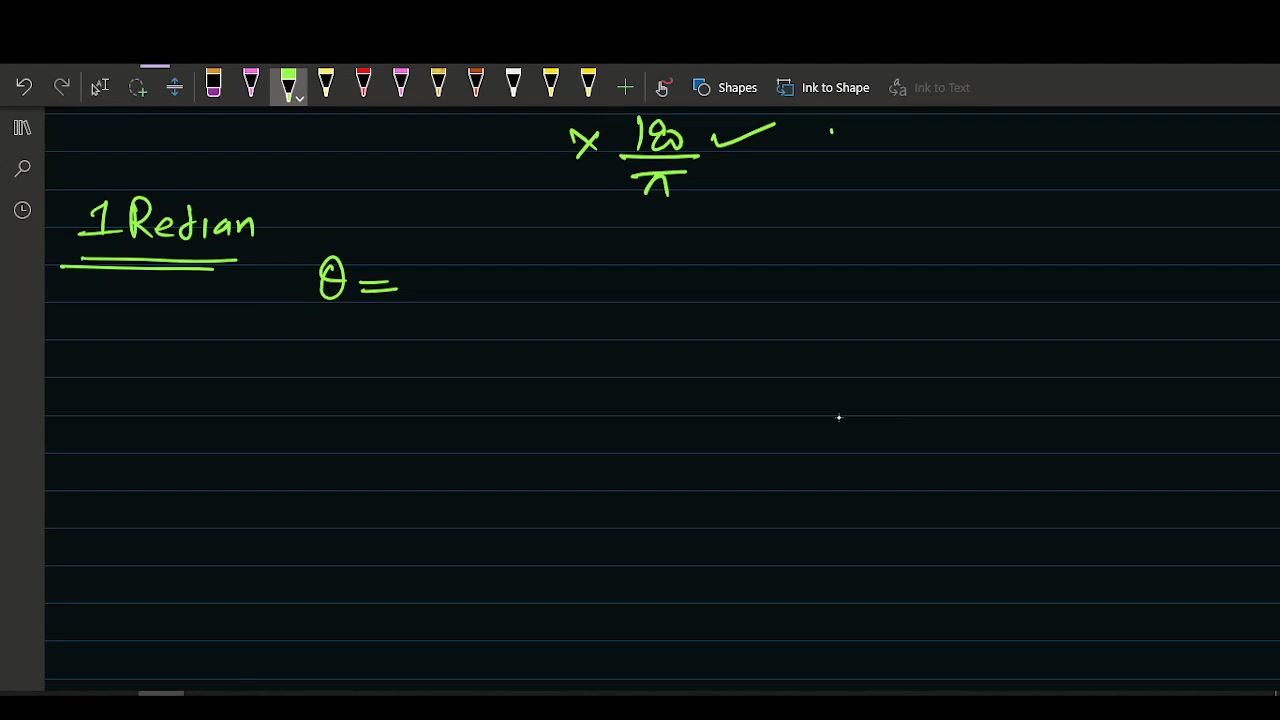 Shapes
Ink to Shape
Ink to Text
× 180/π ✓
1 Redian
θ =